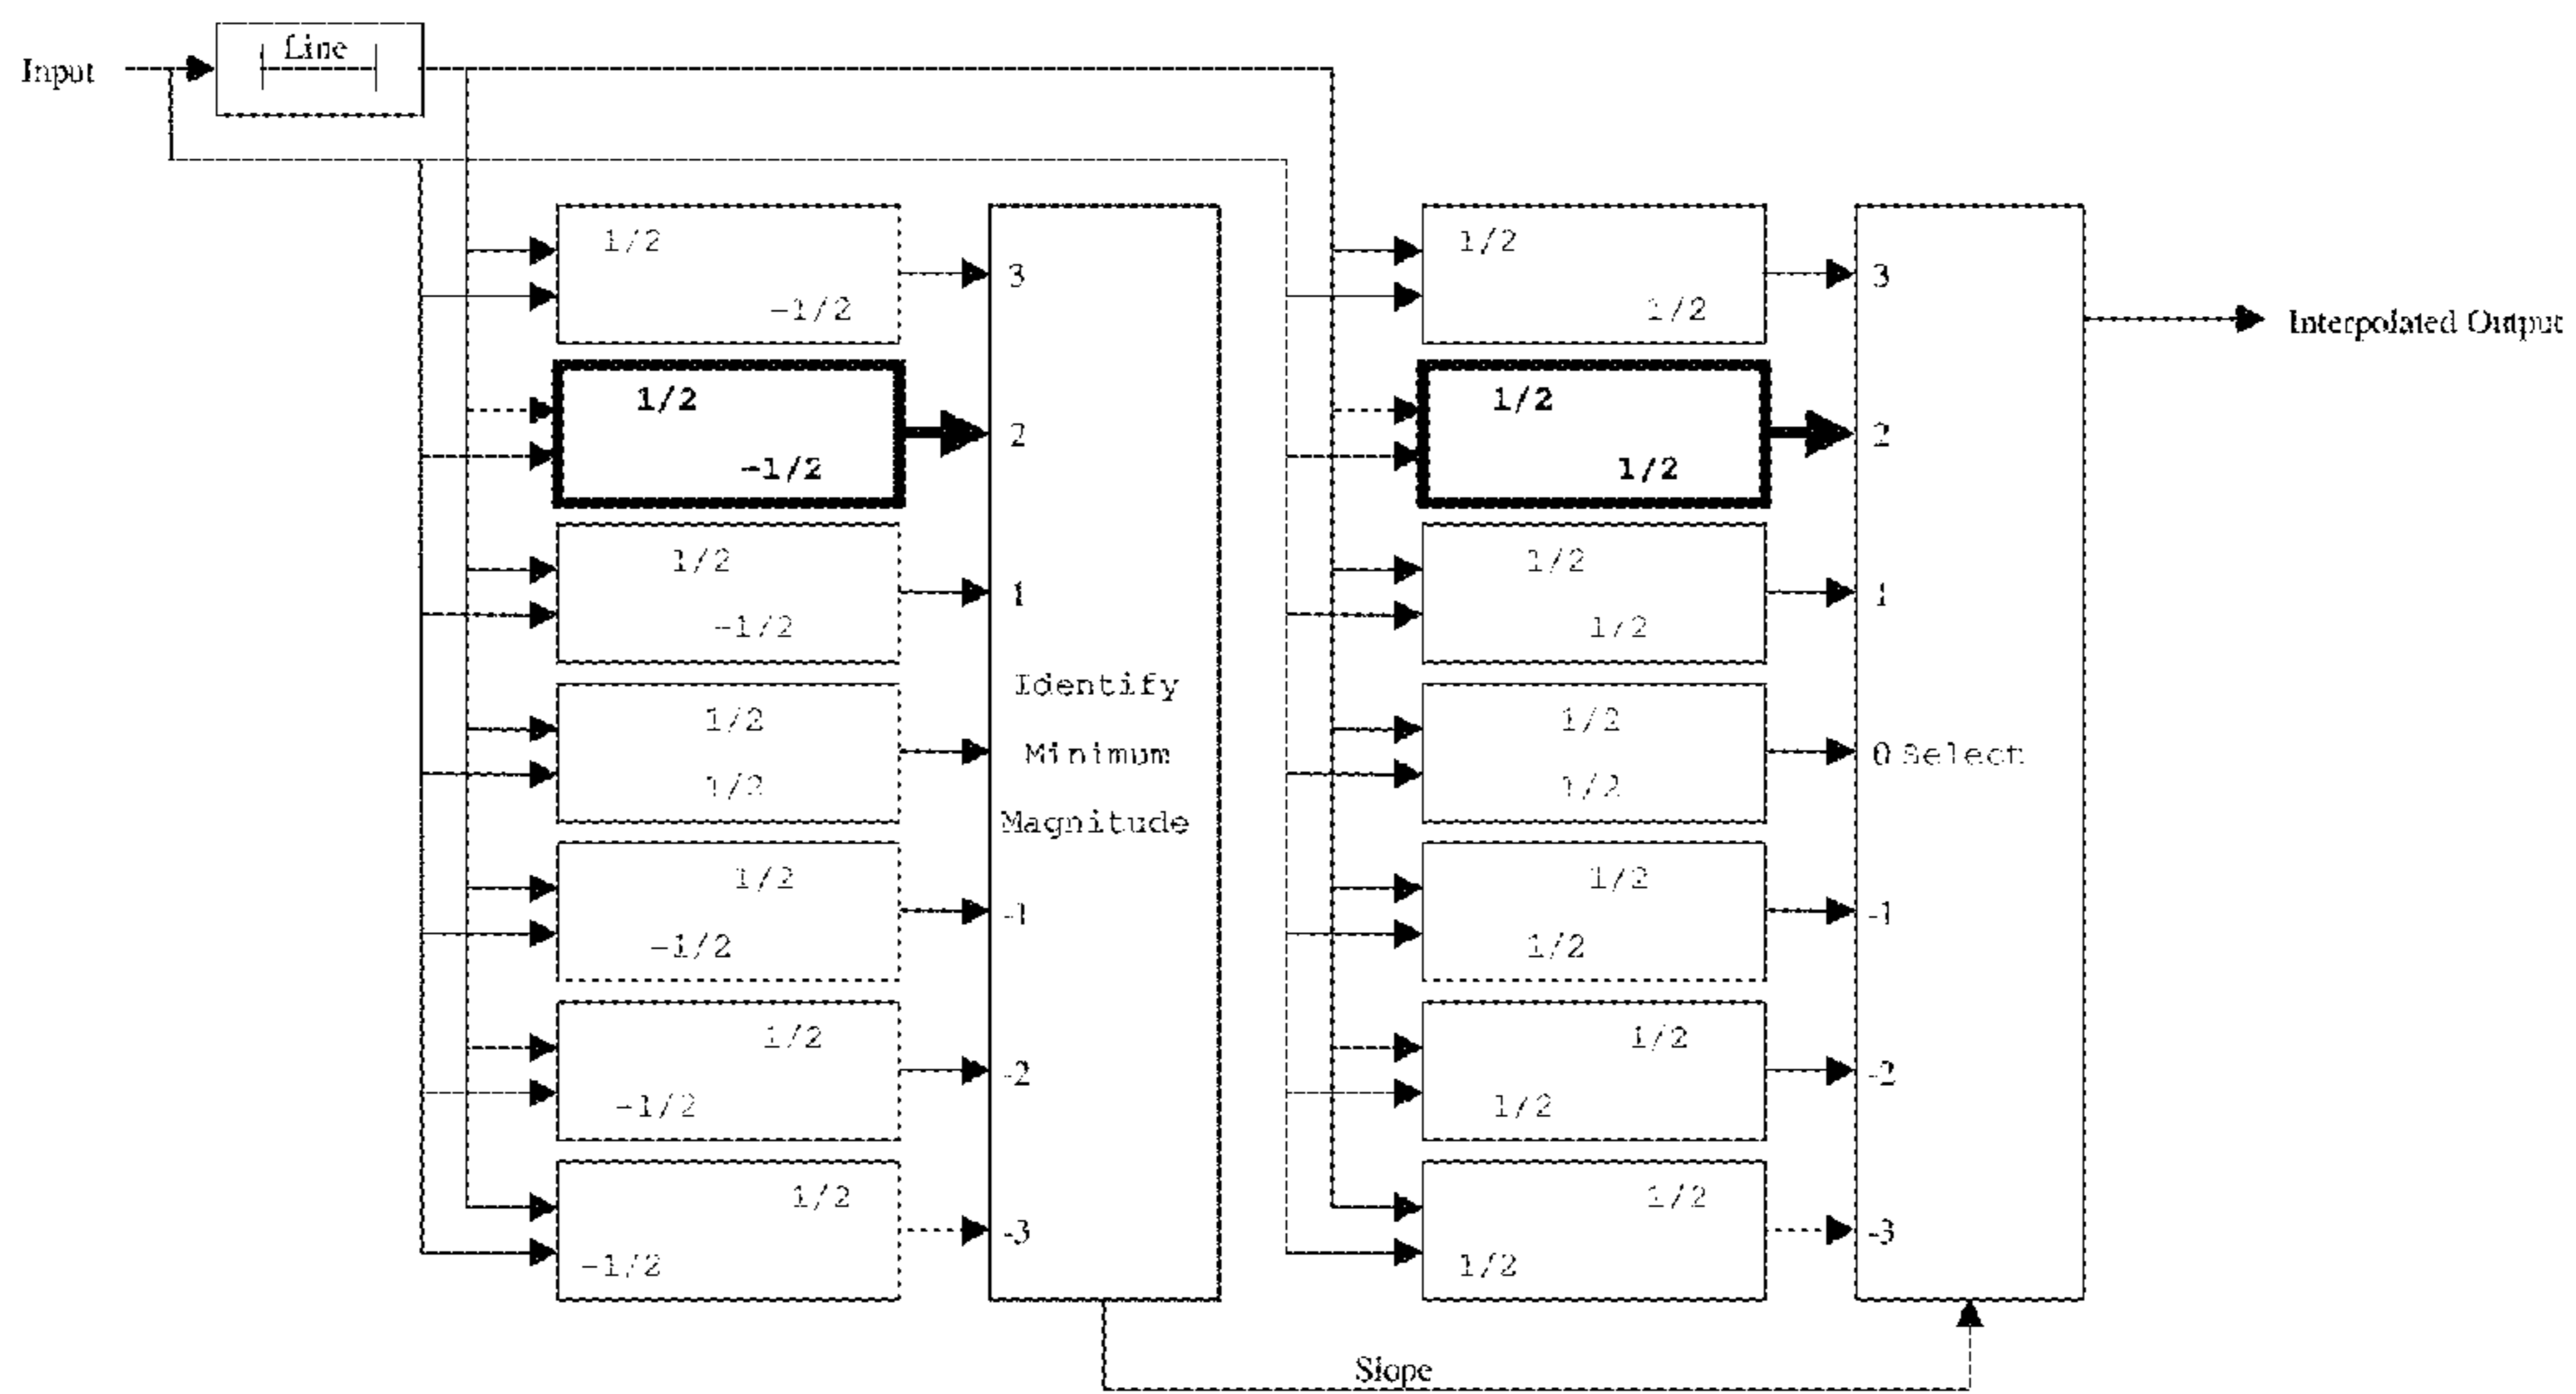 Line
Input
1/2 1/2
3 3
-1/2 1/2
Interpolated Output
1/2 1/2
2 2
-1/2 1/2
1/2 1/2
1 1
-1/2 1/2
Identify
1/2 1/2
Minimum 0 Select
1/2 1/2
Magnitude
1/2 1/2
-1 -1
-1/2 1/2
1/2 1/2
-2 -2
-1/2 1/2
1/2 1/2
-3 -3
-1/2 1/2
Slope